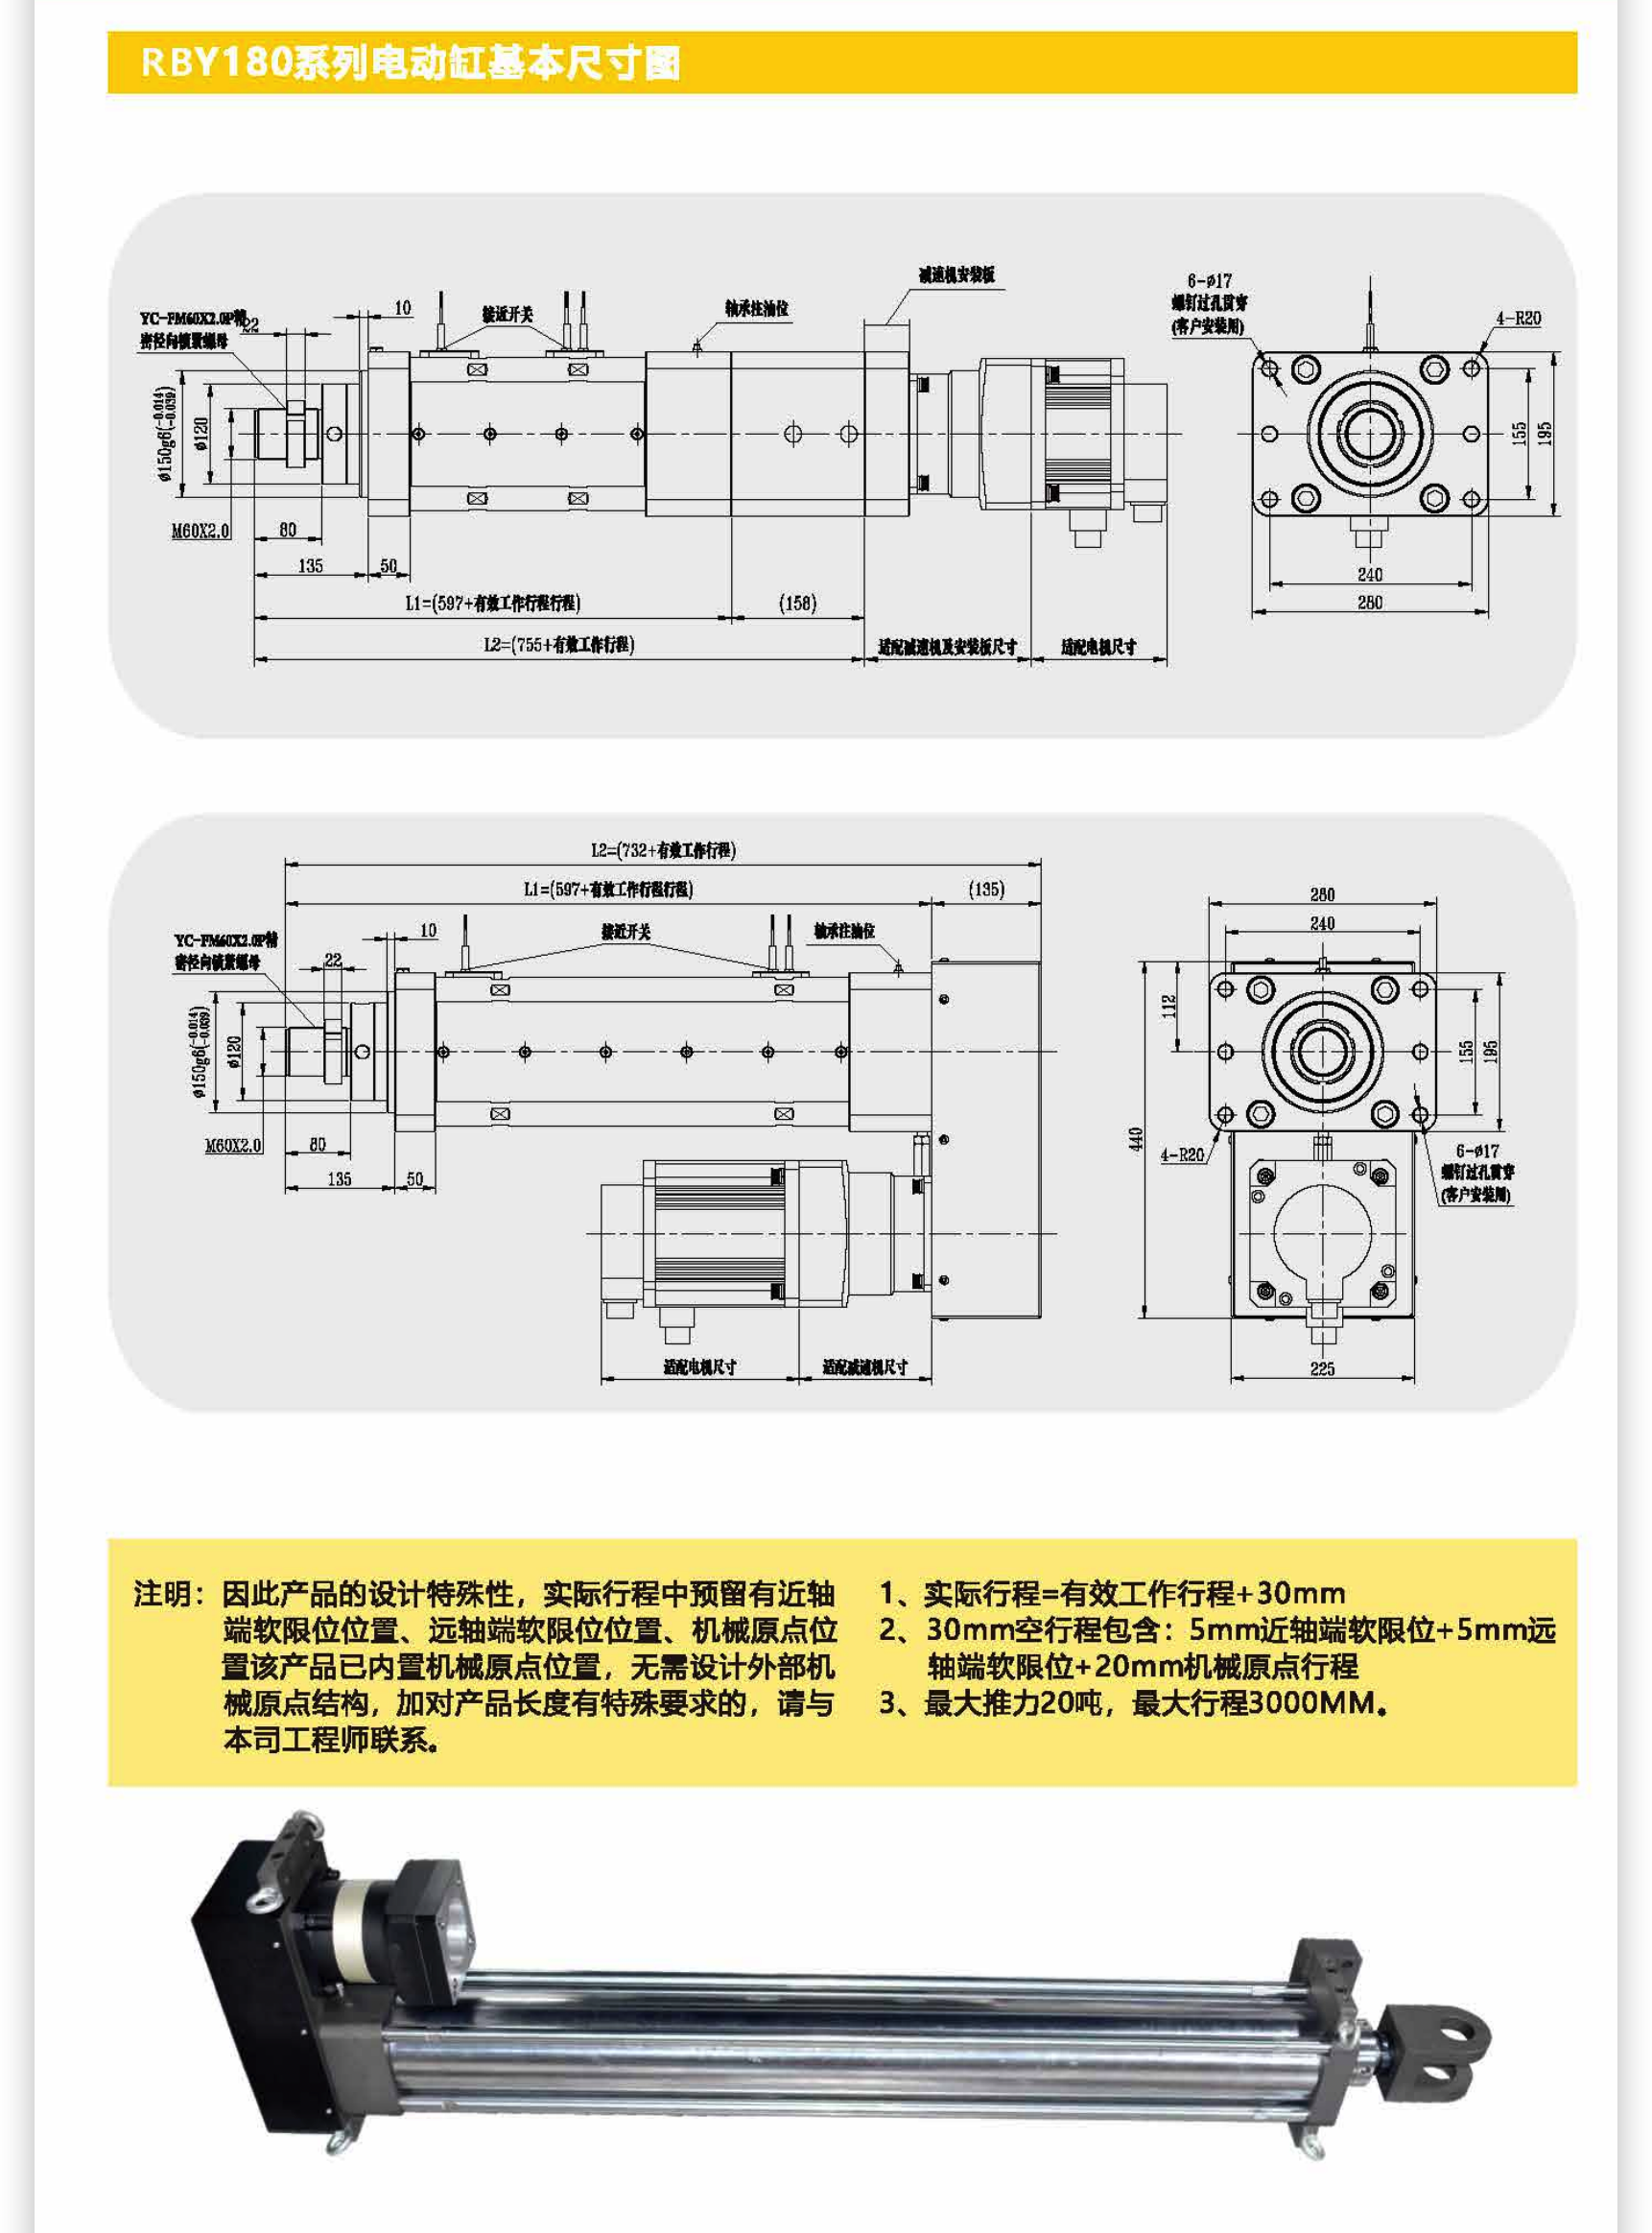 RBY180系列电动缸基本尺寸图
减速机安装板
6-ø17
螺钉过孔贯穿
(客户安装用)
4-R20
YC-FM60X2.0P精
密径向锁紧螺母
22
10
接近开关
轴承注油位
ø150g6(-0.014/-0.039)
ø120
M60X2.0
80
135
50
L1=(597+有效工作行程行程)
(158)
L2=(755+有效工作行程)
适配减速机及安装板尺寸
适配电机尺寸
155
195
240
280
L2=(732+有效工作行程)
L1=(597+有效工作行程行程)
(135)
280
240
YC-FM60X2.0P精
密径向锁紧螺母
22
10
接近开关
轴承注油位
112
ø150g6(-0.014/-0.039)
ø120
M60X2.0
80
135
50
155
195
440
4-R20
6-ø17
螺钉过孔贯穿
(客户安装用)
适配电机尺寸
适配减速机尺寸
225
注明：因此产品的设计特殊性，实际行程中预留有近轴
端软限位位置、远轴端软限位位置、机械原点位
置该产品已内置机械原点位置，无需设计外部机
械原点结构，加对产品长度有特殊要求的，请与
本司工程师联系。
1、实际行程=有效工作行程+30mm
2、30mm空行程包含：5mm近轴端软限位+5mm远
轴端软限位+20mm机械原点行程
3、最大推力20吨，最大行程3000MM。